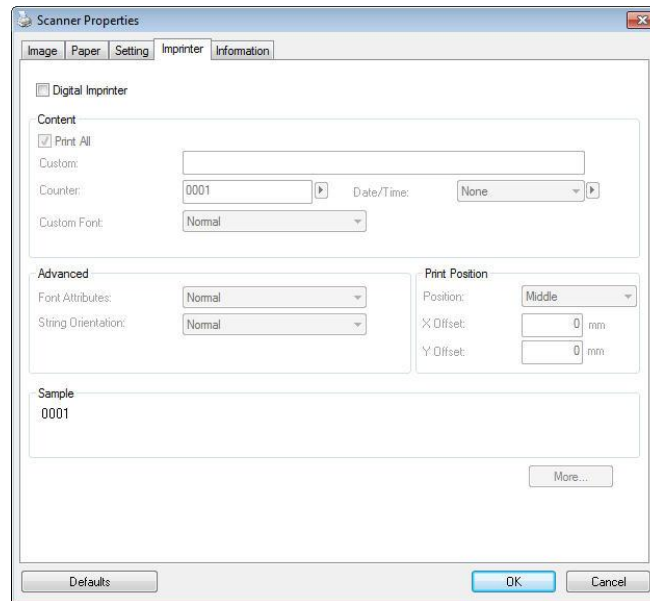 Scanner Properties
Image Paper Setting Imprinter Information
Digital Imprinter
Content
Print All
Custom:
Counter: 0001 Date/Time: None
Custom Font: Normal
Advanced
Font Attributes: Normal
String Orientation: Normal
Print Position
Position: Middle
X Offset: 0 mm
Y Offset: 0 mm
Sample
0001
More...
Defaults OK Cancel